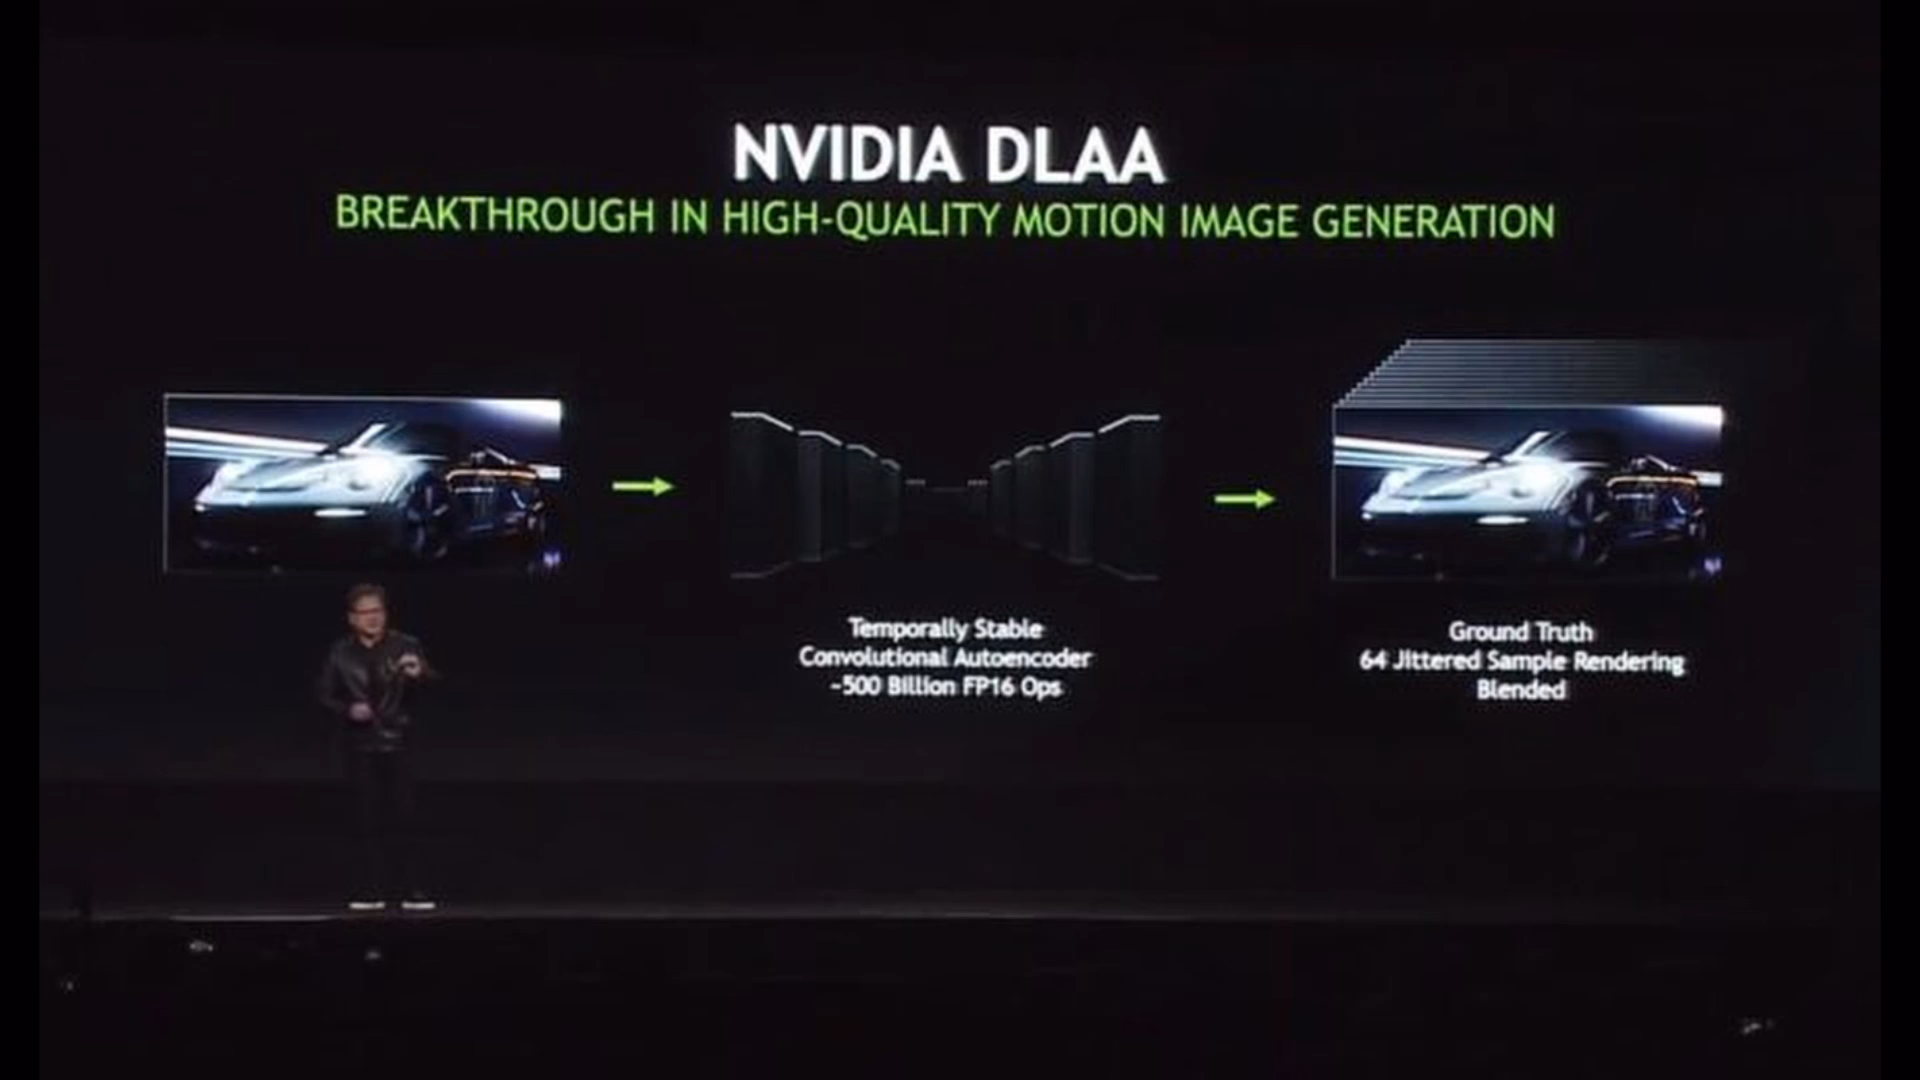 NVIDIA DLAA
BREAKTHROUGH IN HIGH-QUALITY MOTION IMAGE GENERATION
Temporally Stable
Convolutional Autoencoder
~500 Billion FP16 Ops
Ground Truth
64 Jittered Sample Rendering
Blended